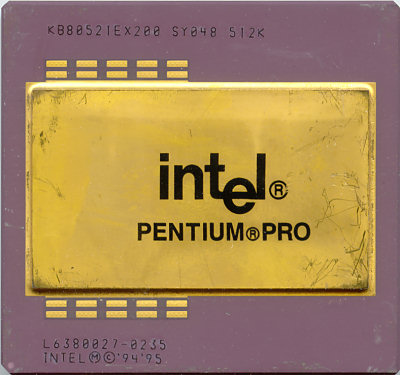 KB80521EX200 SY048 512K
intel®
PENTIUM®PRO
L6380027-0235
INTEL Ⓜ © '94 '95